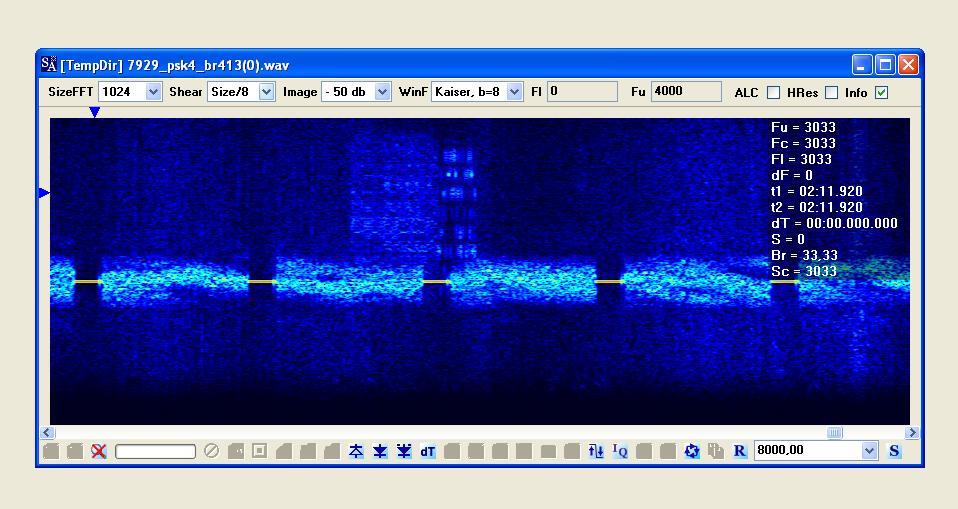 SA [TempDir] 7929_psk4_br413(0).wav
SizeFFT 1024 Shear Size/8 Image - 50 db WinF Kaiser, b=8 Fl 0 Fu 4000 ALC HRes Info
Fu = 3033
Fc = 3033
Fl = 3033
dF = 0
t1 = 02:11.920
t2 = 02:11.920
dT = 00:00.000.000
S = 0
Br = 33,33
Sc = 3033
dT IQ R 8000,00 S